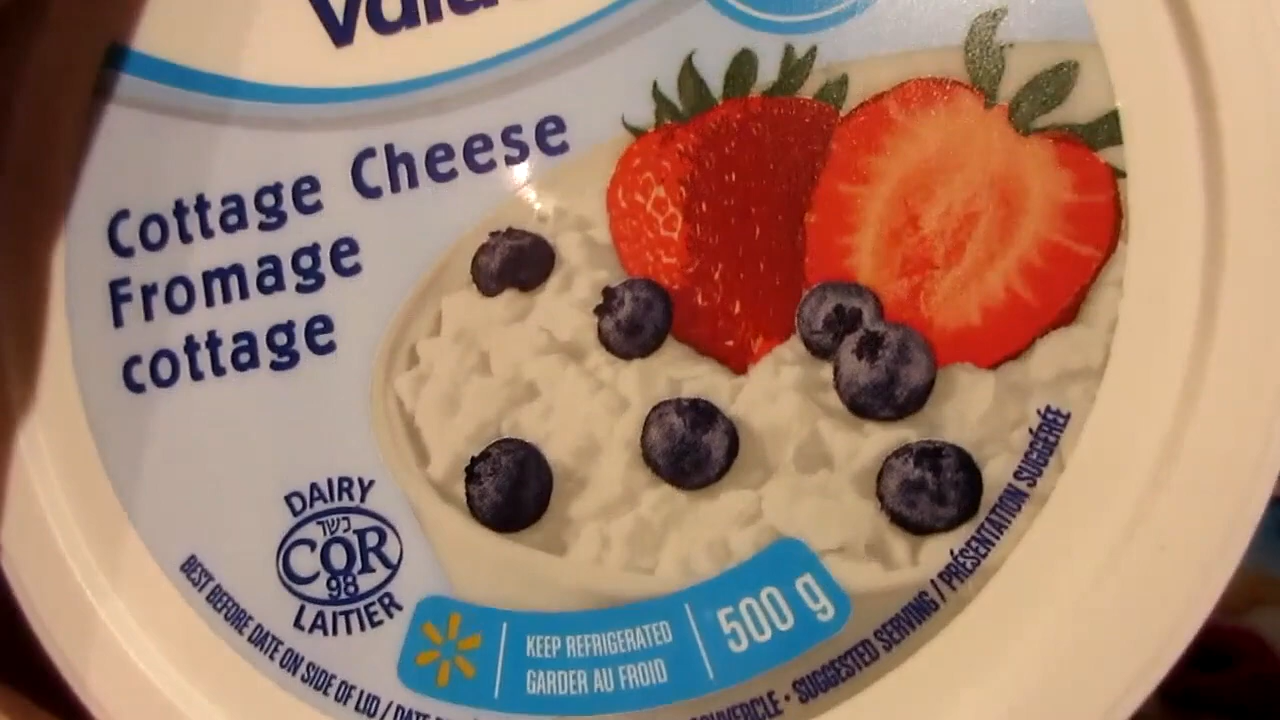 Cottage Cheese
Fromage
cottage
DAIRY
כשר
COR
98
LAITIER
KEEP REFRIGERATED
GARDER AU FROID
500 g
BEST BEFORE DATE ON SIDE OF LID /
SUGGESTED SERVING / PRÉSENTATION SUGGÉRÉE